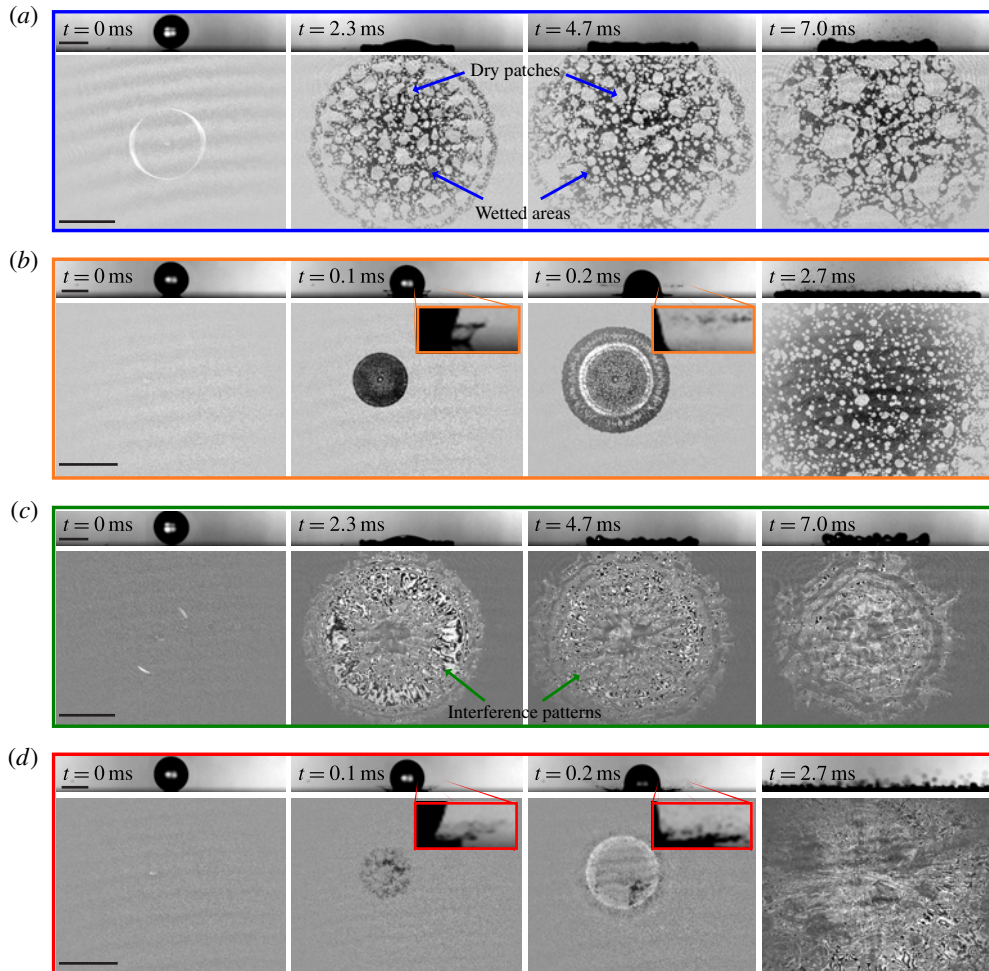 (a)
t = 0 ms
t = 2.3 ms
t = 4.7 ms
t = 7.0 ms
Dry patches
Wetted areas
(b)
t = 0 ms
t = 0.1 ms
t = 0.2 ms
t = 2.7 ms
(c)
t = 0 ms
t = 2.3 ms
t = 4.7 ms
t = 7.0 ms
Interference patterns
(d)
t = 0 ms
t = 0.1 ms
t = 0.2 ms
t = 2.7 ms